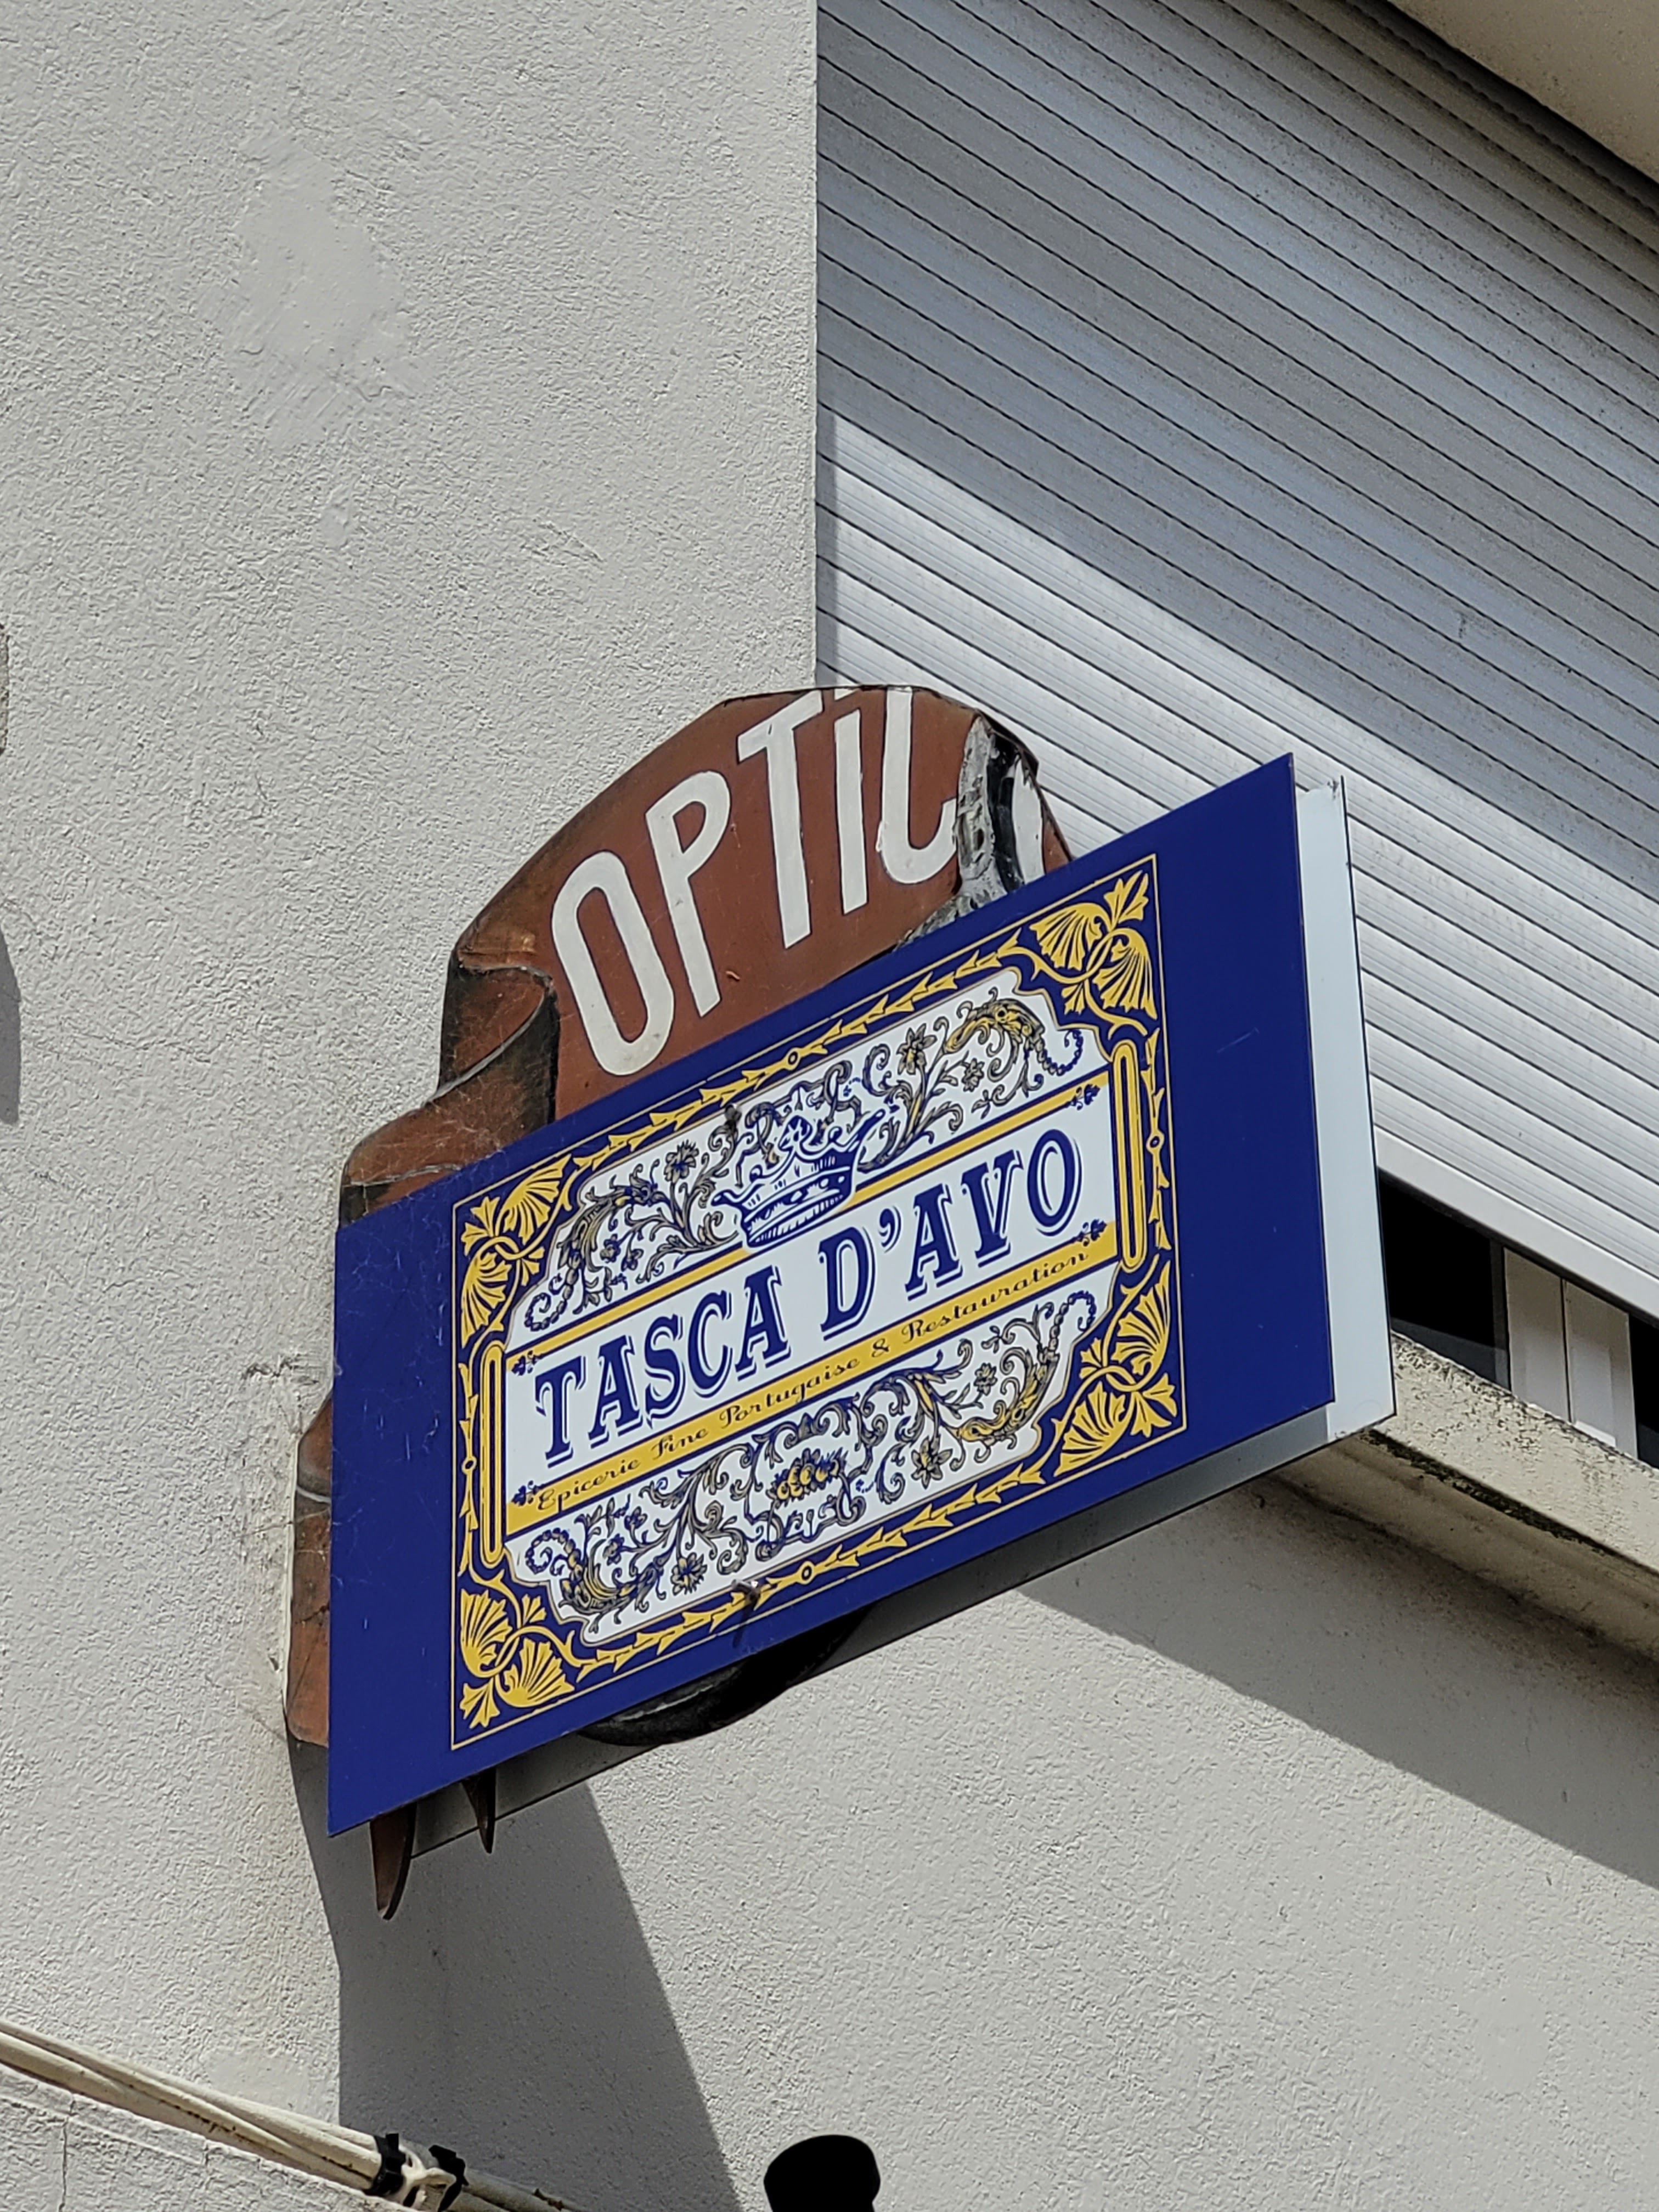 OPTIC
TASCA D'AVO
Epicerie Fine Portugaise & Restauration